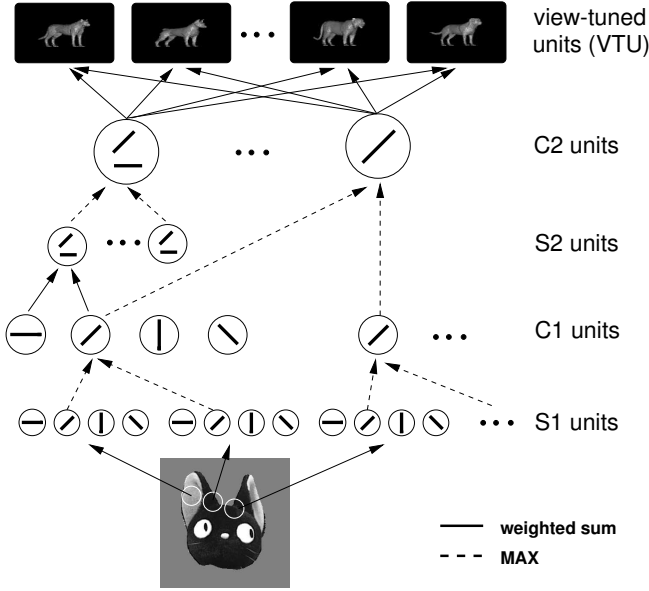 view-tuned
units (VTU)
C2 units
S2 units
C1 units
S1 units
weighted sum
MAX